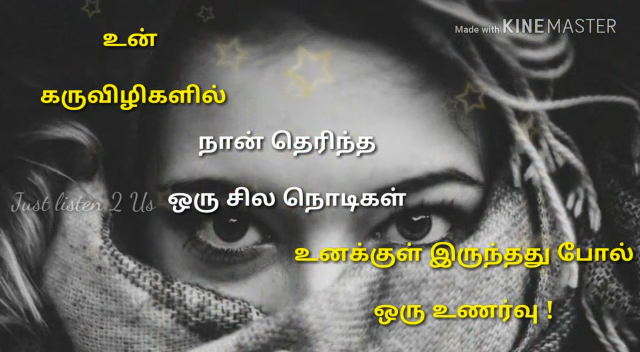 Made with KINEMASTER
உன்
கருவிழிகளில்
நான் தெரிந்த
Just listen 2 Us
ஒரு சில நொடிகள்
உனக்குள் இருந்தது போல்
ஒரு உணர்வு !